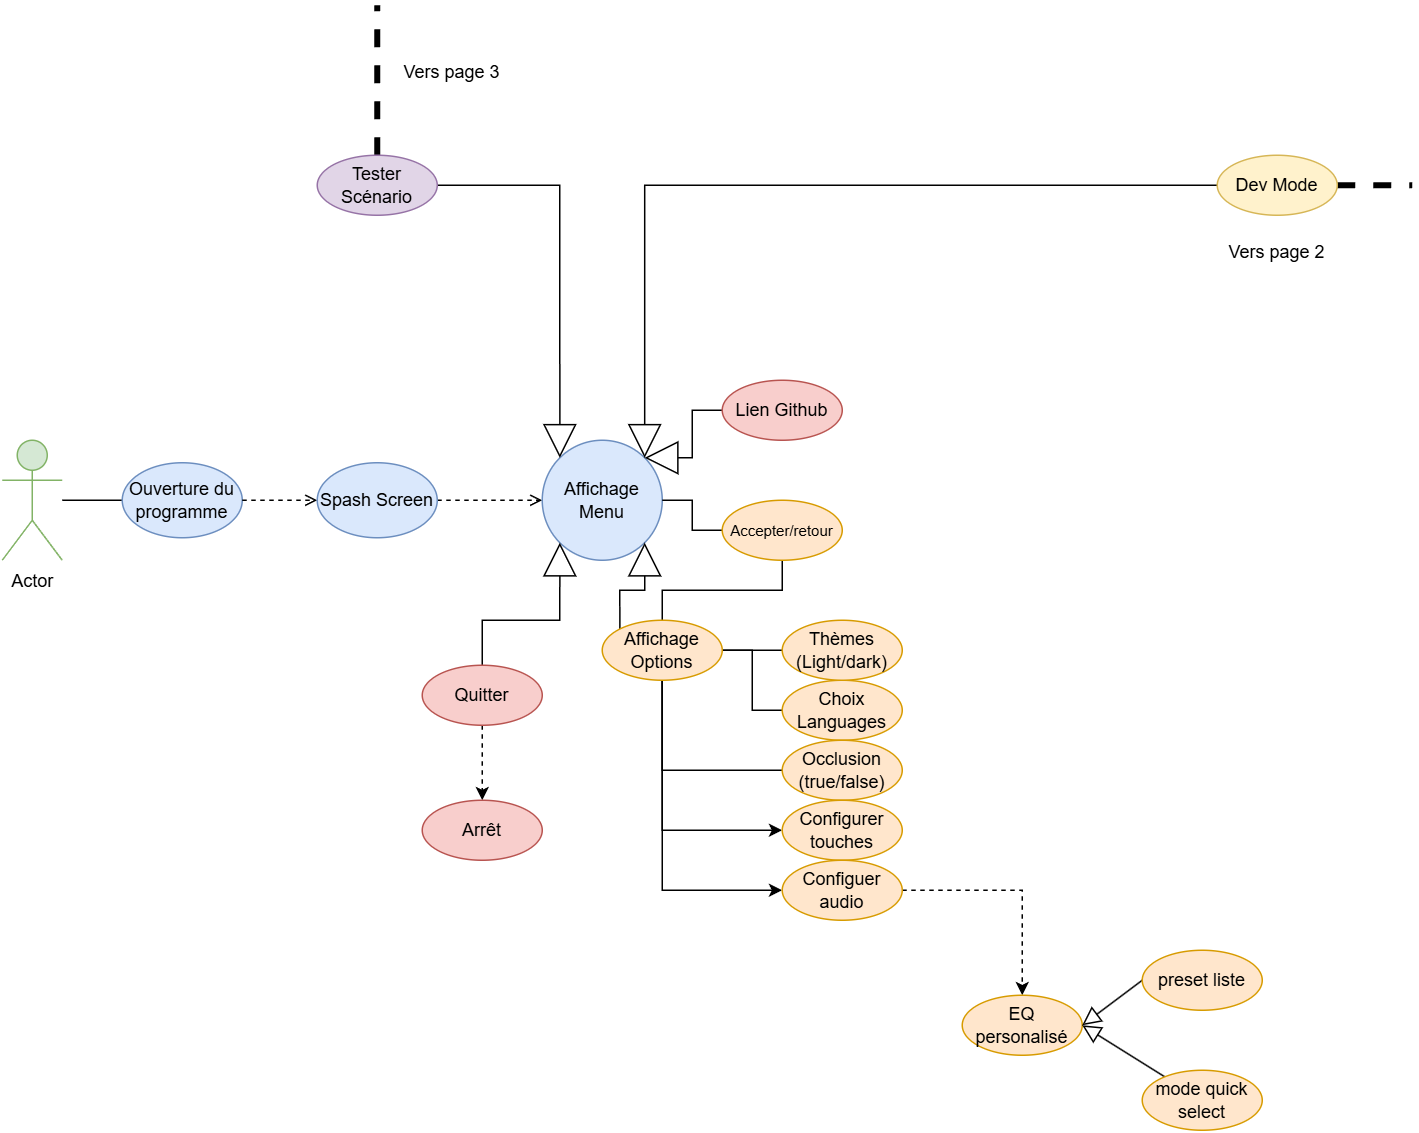 Vers page 3
Tester
Scénario
Dev Mode
Vers page 2
Lien Github
Ouverture du
programme
Spash Screen
Affichage
Menu
Accepter/retour
Actor
Affichage
Options
Thèmes
(Light/dark)
Quitter
Choix
Languages
Occlusion
(true/false)
Arrêt
Configurer
touches
Configuer
audio
preset liste
EQ
personalisé
mode quick
select